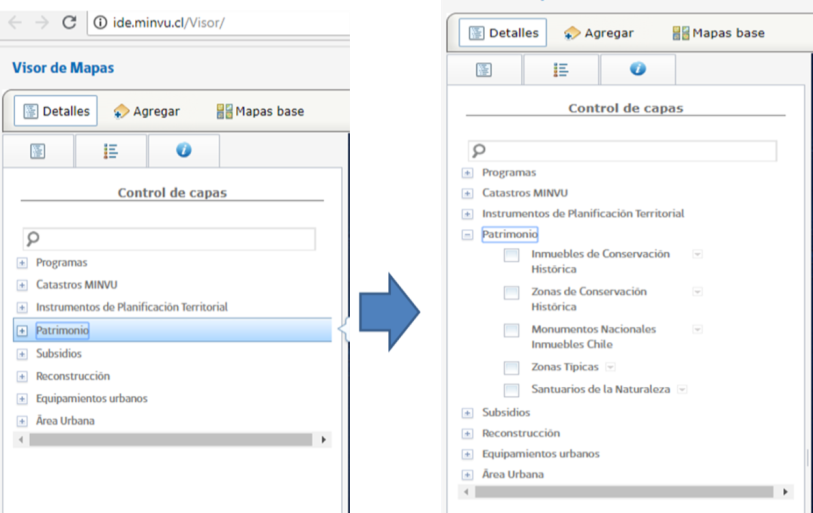 ide.minvu.cl/Visor/
Visor de Mapas
Detalles Agregar Mapas base
Control de capas
Programas
Catastros MINVU
Instrumentos de Planificación Territorial
Patrimonio
Subsidios
Reconstrucción
Equipamientos urbanos
Área Urbana
Detalles Agregar Mapas base
Control de capas
Programas
Catastros MINVU
Instrumentos de Planificación Territorial
Patrimonio
Inmuebles de Conservación
Histórica
Zonas de Conservación
Histórica
Monumentos Nacionales
Inmuebles Chile
Zonas Típicas
Santuarios de la Naturaleza
Subsidios
Reconstrucción
Equipamientos urbanos
Área Urbana